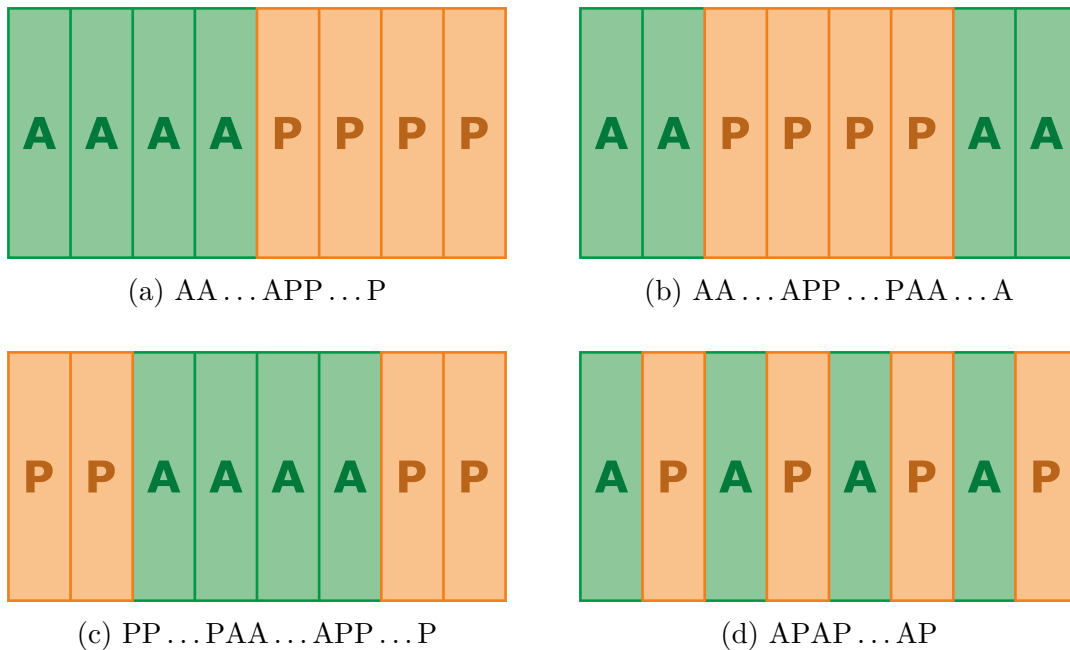 A A A A P P P P
(a) AA . . . APP . . . P
A A P P P P A A
(b) AA . . . APP . . . PAA . . . A
P P A A A A P P
(c) PP . . . PAA . . . APP . . . P
A P A P A P A P
(d) APAP . . . AP